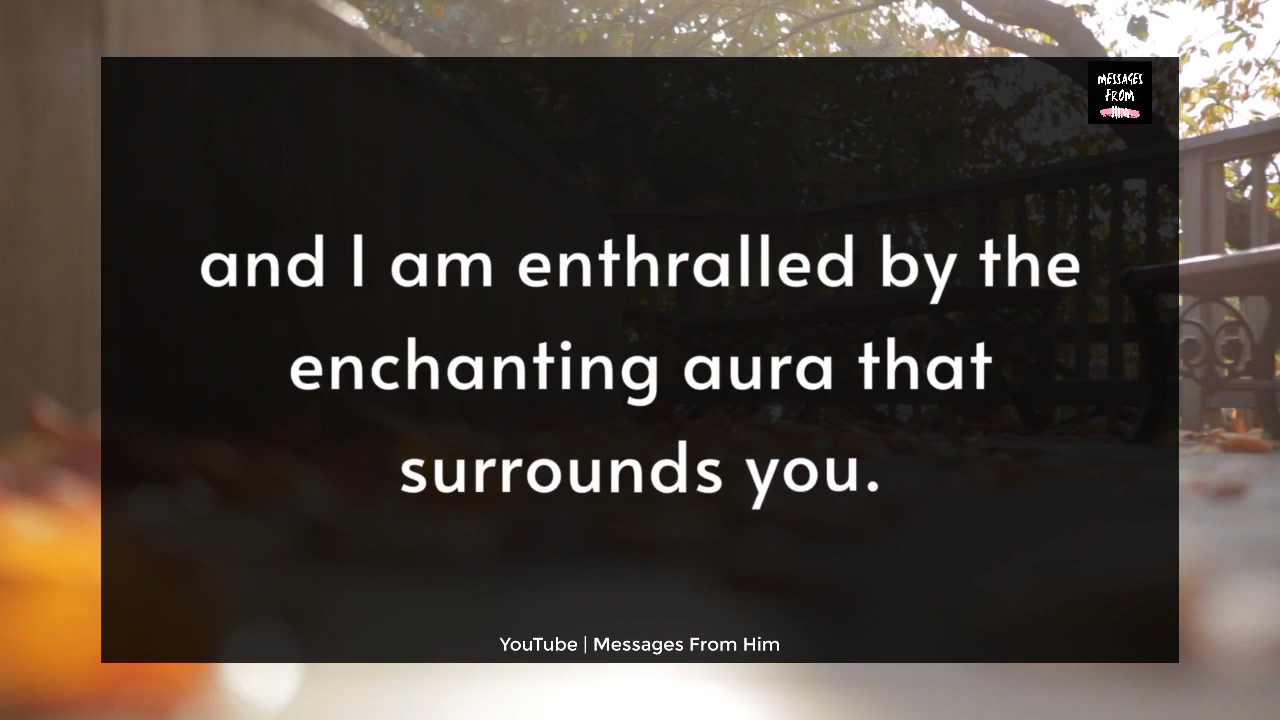 MESSAGES
FROM
HIM
and I am enthralled by the
enchanting aura that
surrounds you.
YouTube | Messages From Him